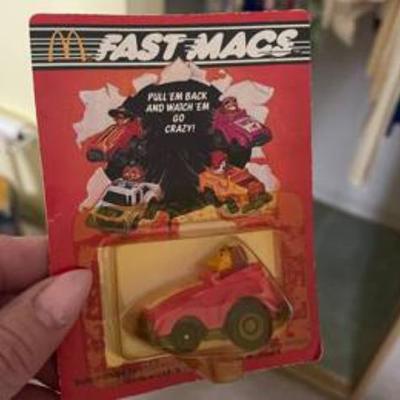 FAST MACS
PULL 'EM BACK
AND WATCH 'EM
GO
CRAZY!